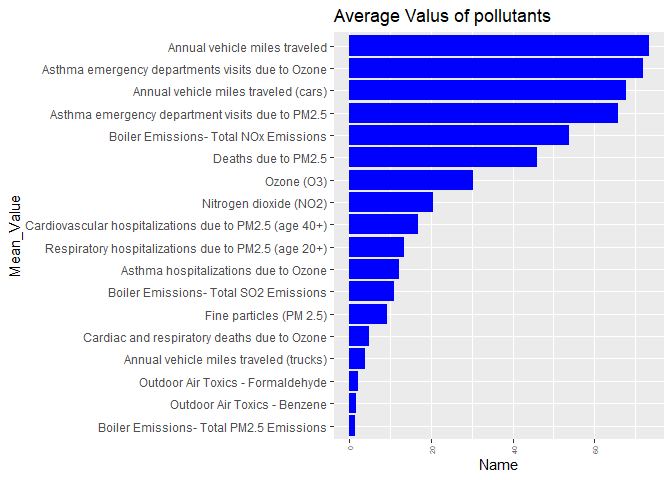 Average Valus of pollutants
Annual vehicle miles traveled
Asthma emergency departments visits due to Ozone
Annual vehicle miles traveled (cars)
Asthma emergency department visits due to PM2.5
Boiler Emissions- Total NOx Emissions
Deaths due to PM2.5
Ozone (O3)
Nitrogen dioxide (NO2)
Cardiovascular hospitalizations due to PM2.5 (age 40+)
Respiratory hospitalizations due to PM2.5 (age 20+)
Asthma hospitalizations due to Ozone
Boiler Emissions- Total SO2 Emissions
Fine particles (PM 2.5)
Cardiac and respiratory deaths due to Ozone
Annual vehicle miles traveled (trucks)
Outdoor Air Toxics - Formaldehyde
Outdoor Air Toxics - Benzene
Boiler Emissions- Total PM2.5 Emissions
Mean_Value
0 20 40 60
Name